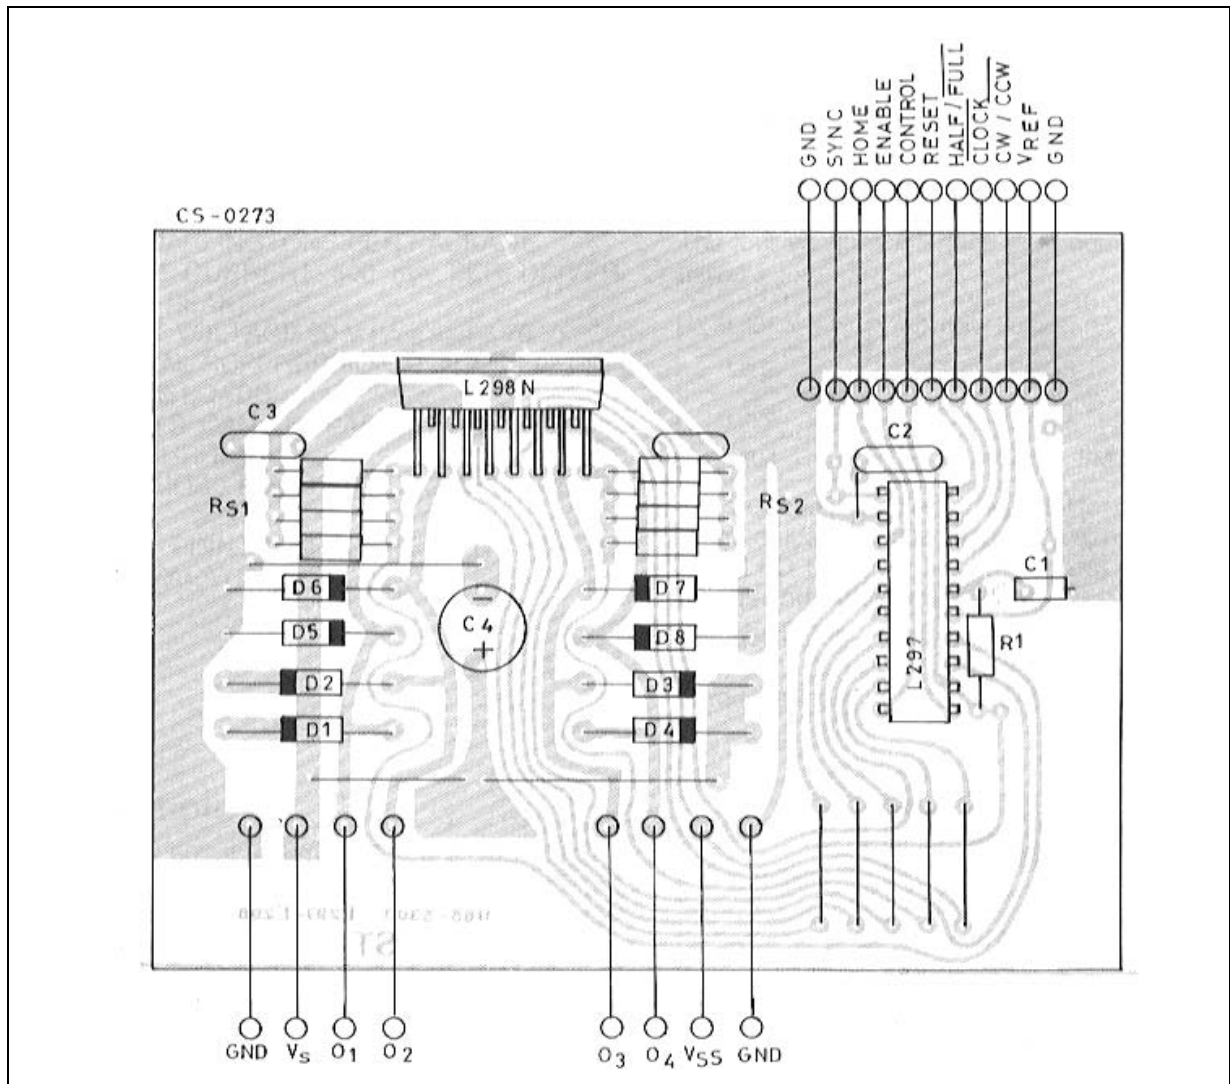 GND
SYNC
HOME
ENABLE
CONTROL
RESET
HALF/FULL
CLOCK
CW / CCW
VREF
GND
CS-0273
L298N
C3
C2
RS1
RS2
D6
D7
C1
C4
-
+
D5
D8
R1
L297
D2
D3
D1
D4
ST
GND
VS
O1
O2
O3
O4
VSS
GND